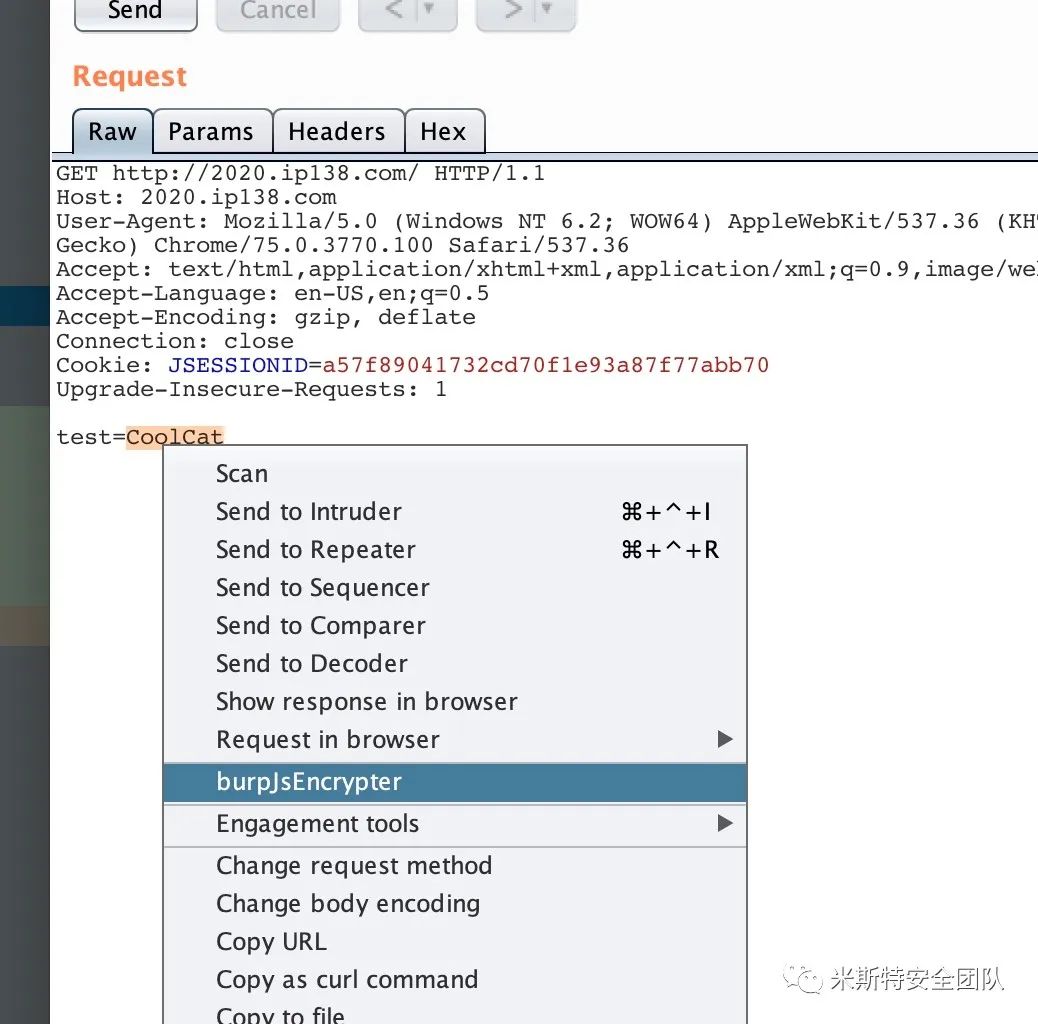 Send Cancel < ▼ > ▼
Request
Raw Params Headers Hex
GET http://2020.ip138.com/ HTTP/1.1
Host: 2020.ip138.com
User-Agent: Mozilla/5.0 (Windows NT 6.2; WOW64) AppleWebKit/537.36 (KH
Gecko) Chrome/75.0.3770.100 Safari/537.36
Accept: text/html,application/xhtml+xml,application/xml;q=0.9,image/we
Accept-Language: en-US,en;q=0.5
Accept-Encoding: gzip, deflate
Connection: close
Cookie: JSESSIONID=a57f89041732cd70f1e93a87f77abb70
Upgrade-Insecure-Requests: 1
test=CoolCat
Scan
Send to Intruder ⌘+^+I
Send to Repeater ⌘+^+R
Send to Sequencer
Send to Comparer
Send to Decoder
Show response in browser
Request in browser ▶
burpJsEncrypter
Engagement tools ▶
Change request method
Change body encoding
Copy URL
Copy as curl command
Copy to file
米斯特安全团队